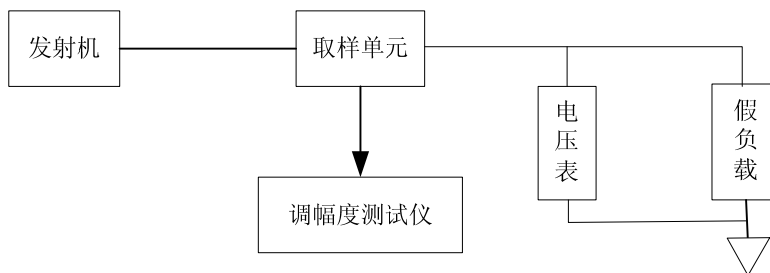 发射机
取样单元
电压表
假负载
调幅度测试仪